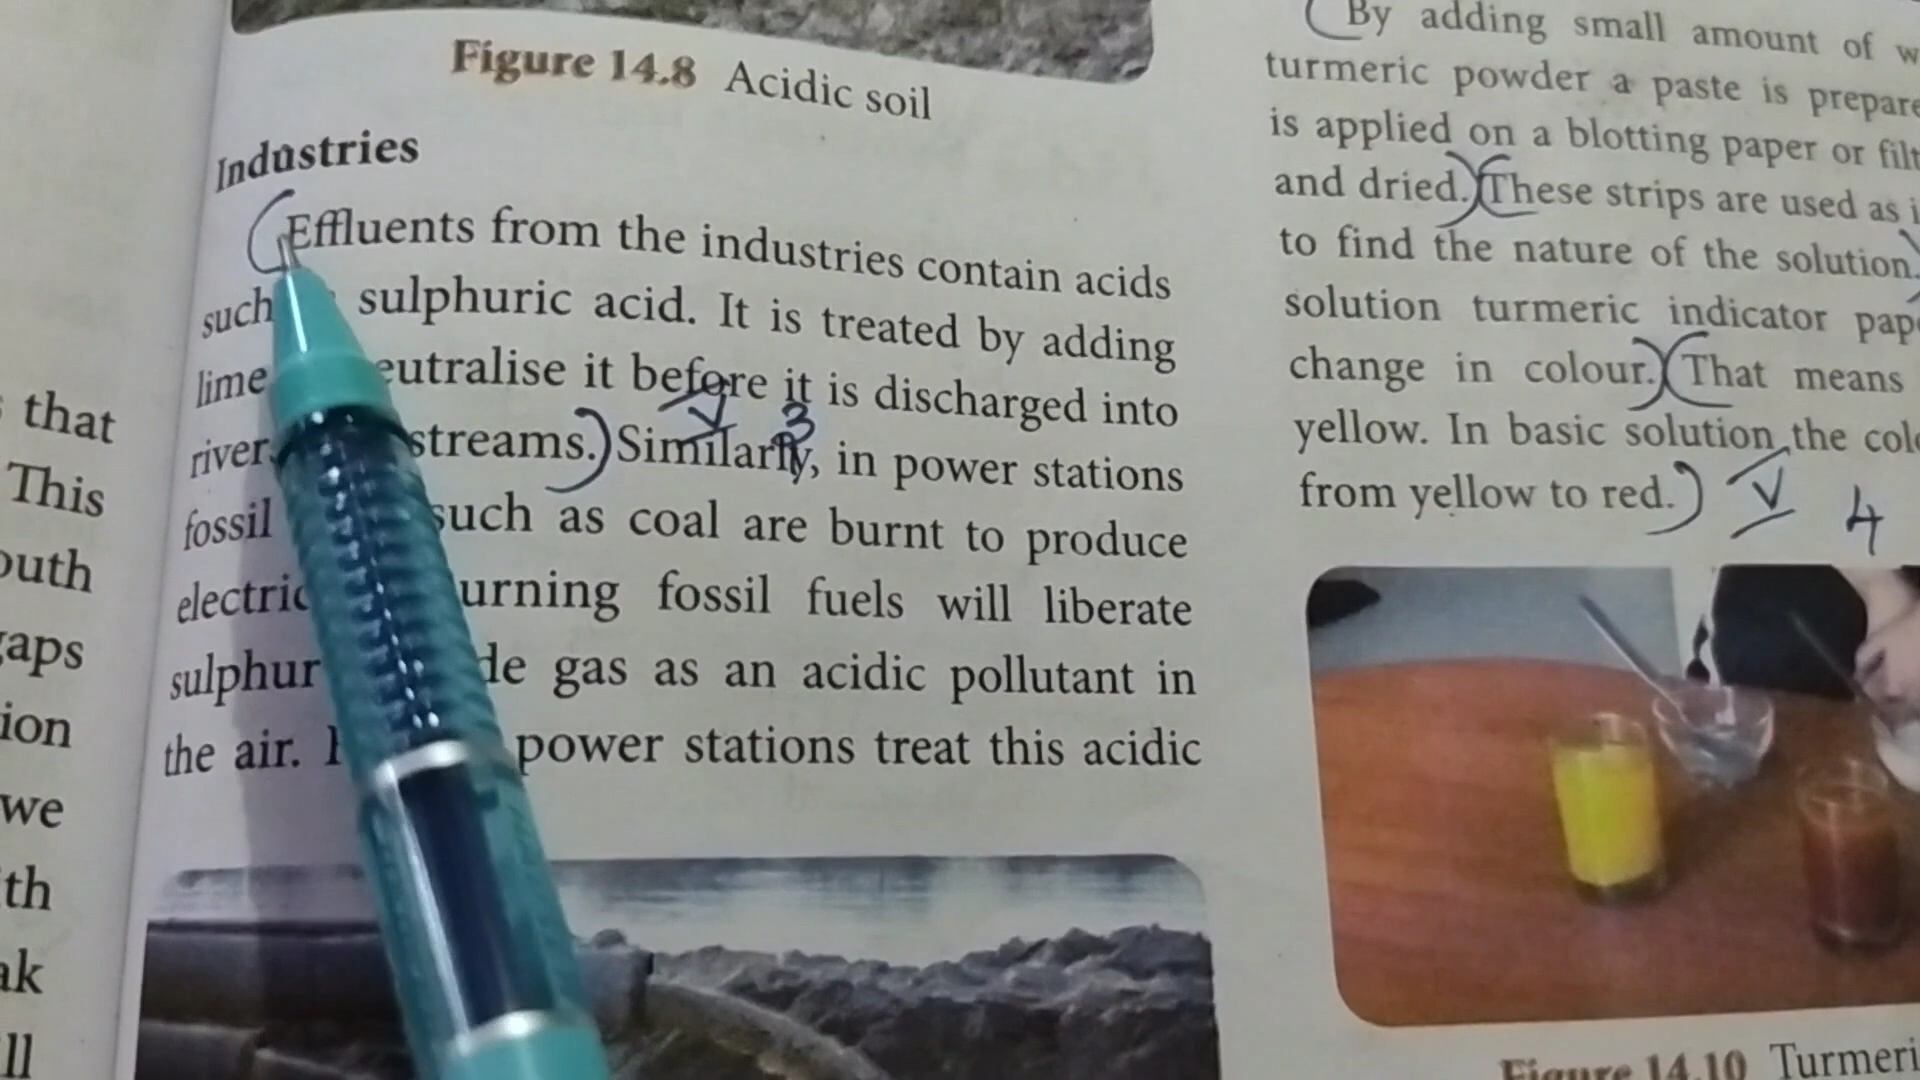 Figure 14.8 Acidic soil
Industries
(Effluents from the industries contain acids
such sulphuric acid. It is treated by adding
lime eutralise it before it is discharged into
river streams.) Similarly, in power stations
V 3
fossil such as coal are burnt to produce
electric urning fossil fuels will liberate
sulphur de gas as an acidic pollutant in
the air. power stations treat this acidic
that
This
outh
gaps
ion
we
th
ak
ll
(By adding small amount of w
turmeric powder a paste is prepare
is applied on a blotting paper or filt
and dried.)(These strips are used as i
to find the nature of the solution.
solution turmeric indicator pap
change in colour.)(That means
yellow. In basic solution the col
from yellow to red.) V 4
Figure 14.10 Turmeri